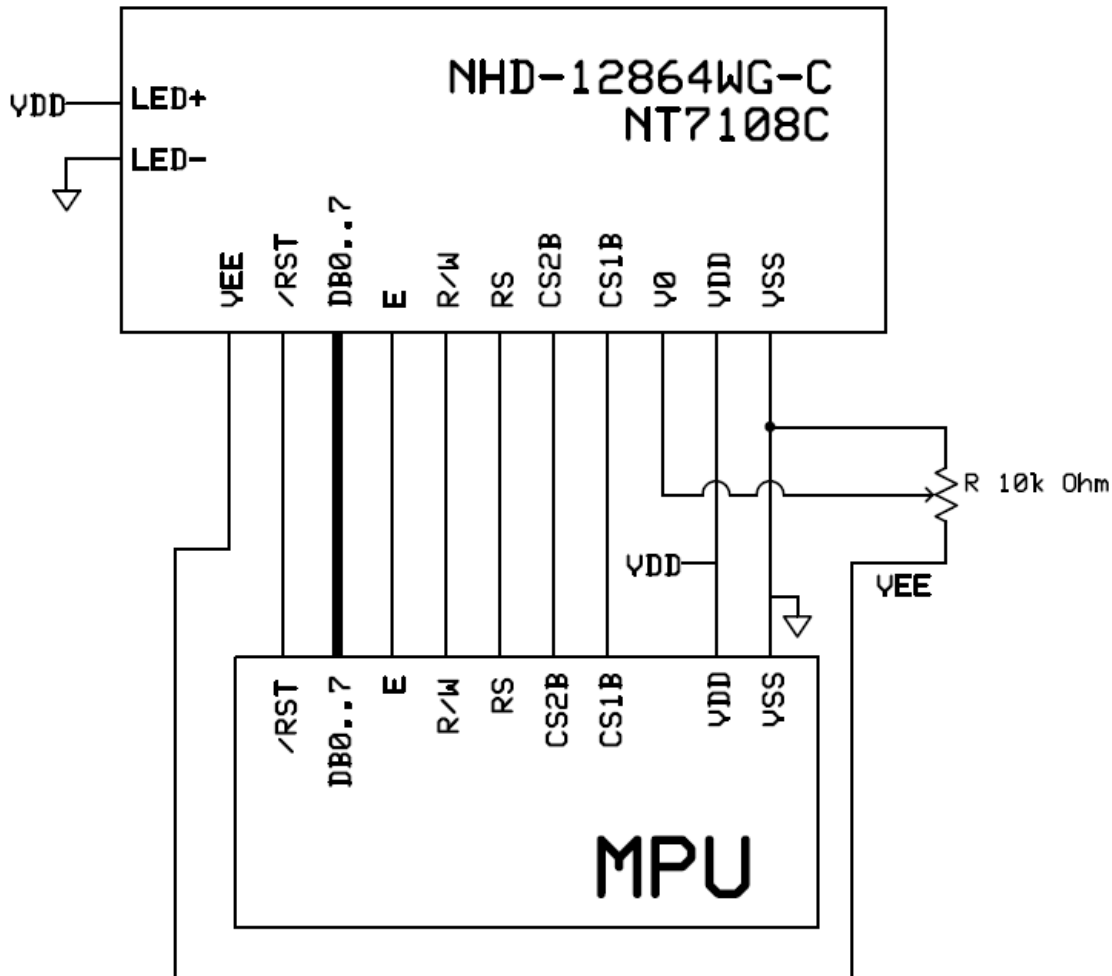 NHD-12864WG-C
NT7108C
VDD
LED+
LED-
VEE
/RST
DB0..7
E
R/W
RS
CS2B
CS1B
V0
VDD
VSS
R 10k Ohm
VDD
VEE
/RST
DB0..7
E
R/W
RS
CS2B
CS1B
VDD
VSS
MPU